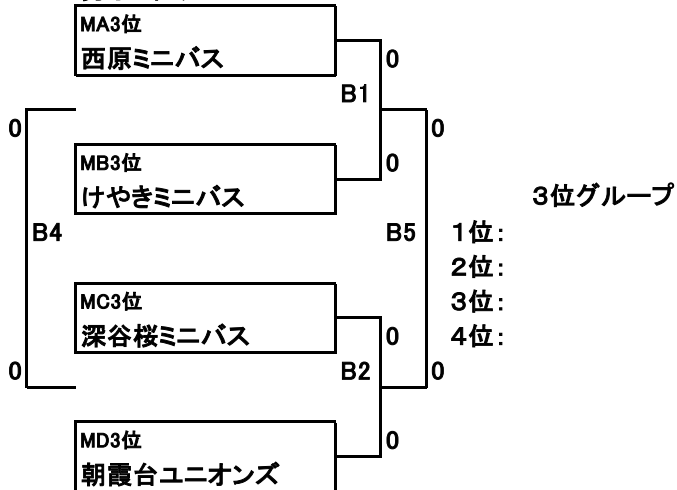 MA3位
西原ミニバス
0
B1
0
0
MB3位
0
けやきミニバス
3位グループ
B4
B5
1位：
2位：
MC3位
3位：
深谷桜ミニバス
0
4位：
0
B2
0
MD3位
0
朝霞台ユニオンズ